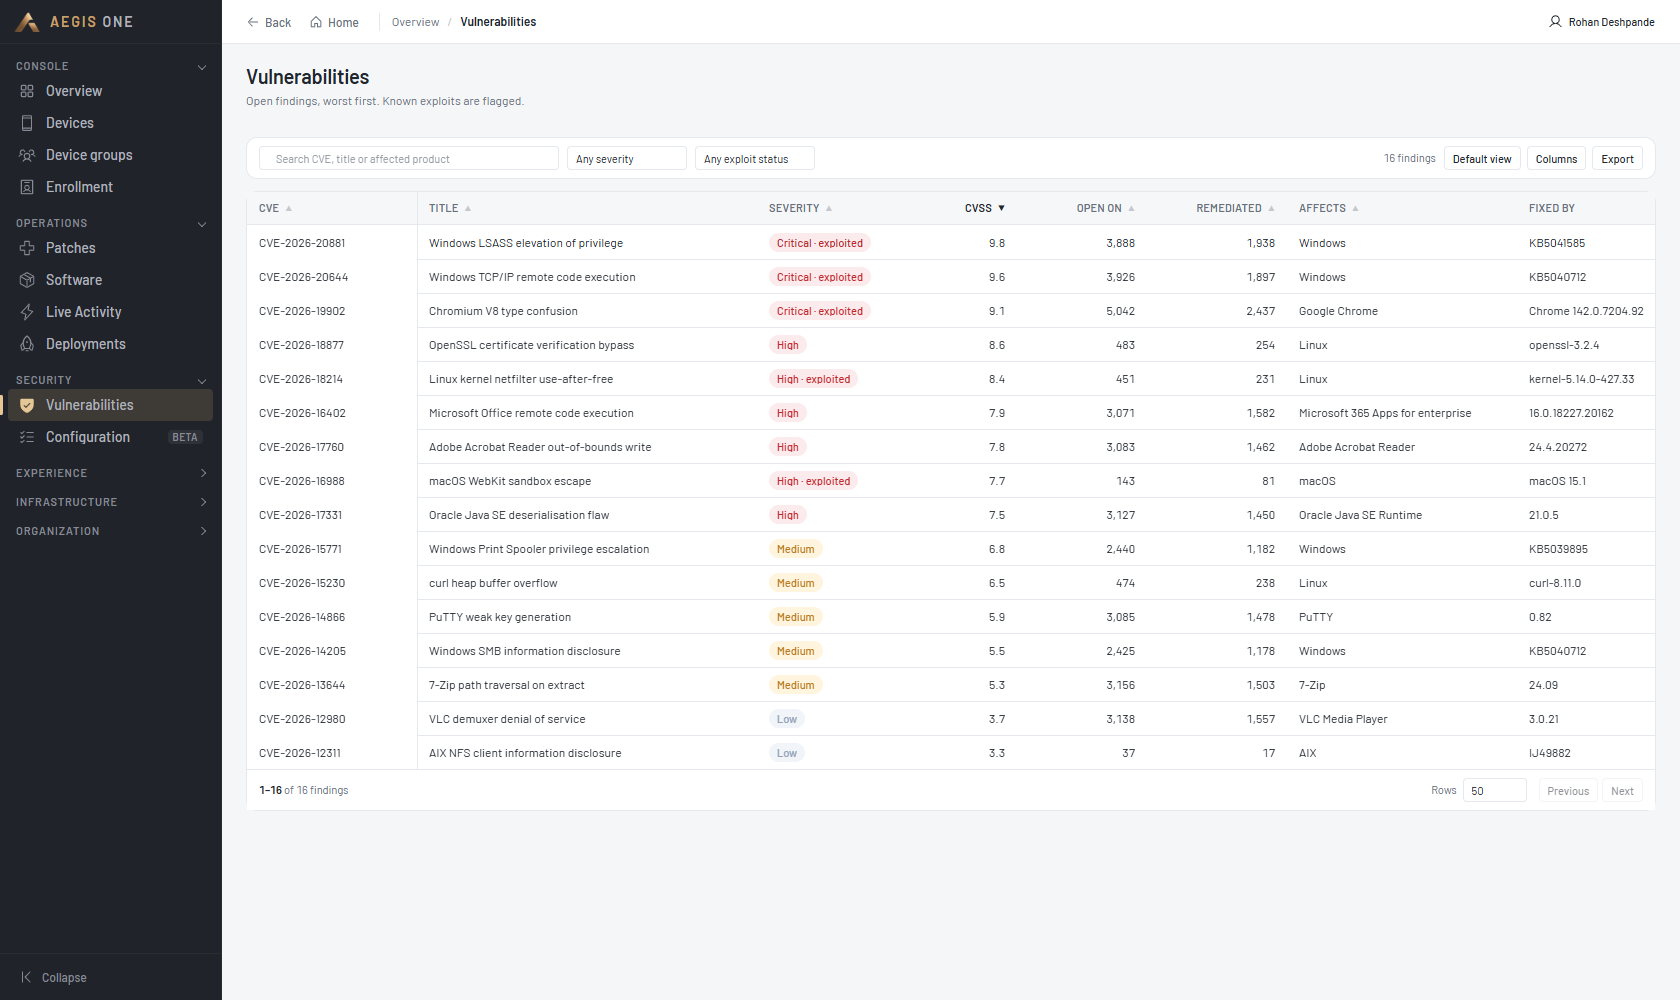 AEGIS ONE
Back Home Overview / Vulnerabilities Rohan Deshpande
CONSOLE
Overview
Devices
Device groups
Enrollment
OPERATIONS
Patches
Software
Live Activity
Deployments
SECURITY
Vulnerabilities
Configuration BETA
EXPERIENCE
INFRASTRUCTURE
ORGANIZATION
Collapse
Vulnerabilities
Open findings, worst first. Known exploits are flagged.
Search CVE, title or affected product Any severity Any exploit status 16 findings Default view Columns Export
CVE TITLE SEVERITY CVSS OPEN ON REMEDIATED AFFECTS FIXED BY
CVE-2026-20881 Windows LSASS elevation of privilege Critical · exploited 9.8 3,888 1,938 Windows KB5041585
CVE-2026-20644 Windows TCP/IP remote code execution Critical · exploited 9.6 3,926 1,897 Windows KB5040712
CVE-2026-19902 Chromium V8 type confusion Critical · exploited 9.1 5,042 2,437 Google Chrome Chrome 142.0.7204.92
CVE-2026-18877 OpenSSL certificate verification bypass High 8.6 483 254 Linux openssl-3.2.4
CVE-2026-18214 Linux kernel netfilter use-after-free High · exploited 8.4 451 231 Linux kernel-5.14.0-427.33
CVE-2026-16402 Microsoft Office remote code execution High 7.9 3,071 1,582 Microsoft 365 Apps for enterprise 16.0.18227.20162
CVE-2026-17760 Adobe Acrobat Reader out-of-bounds write High 7.8 3,083 1,462 Adobe Acrobat Reader 24.4.20272
CVE-2026-16988 macOS WebKit sandbox escape High · exploited 7.7 143 81 macOS macOS 15.1
CVE-2026-17331 Oracle Java SE deserialisation flaw High 7.5 3,127 1,450 Oracle Java SE Runtime 21.0.5
CVE-2026-15771 Windows Print Spooler privilege escalation Medium 6.8 2,440 1,182 Windows KB5039895
CVE-2026-15230 curl heap buffer overflow Medium 6.5 474 238 Linux curl-8.11.0
CVE-2026-14866 PuTTY weak key generation Medium 5.9 3,085 1,478 PuTTY 0.82
CVE-2026-14205 Windows SMB information disclosure Medium 5.5 2,425 1,178 Windows KB5040712
CVE-2026-13644 7-Zip path traversal on extract Medium 5.3 3,156 1,503 7-Zip 24.09
CVE-2026-12980 VLC demuxer denial of service Low 3.7 3,138 1,557 VLC Media Player 3.0.21
CVE-2026-12311 AIX NFS client information disclosure Low 3.3 37 17 AIX IJ49882
1–16 of 16 findings Rows 50 Previous Next